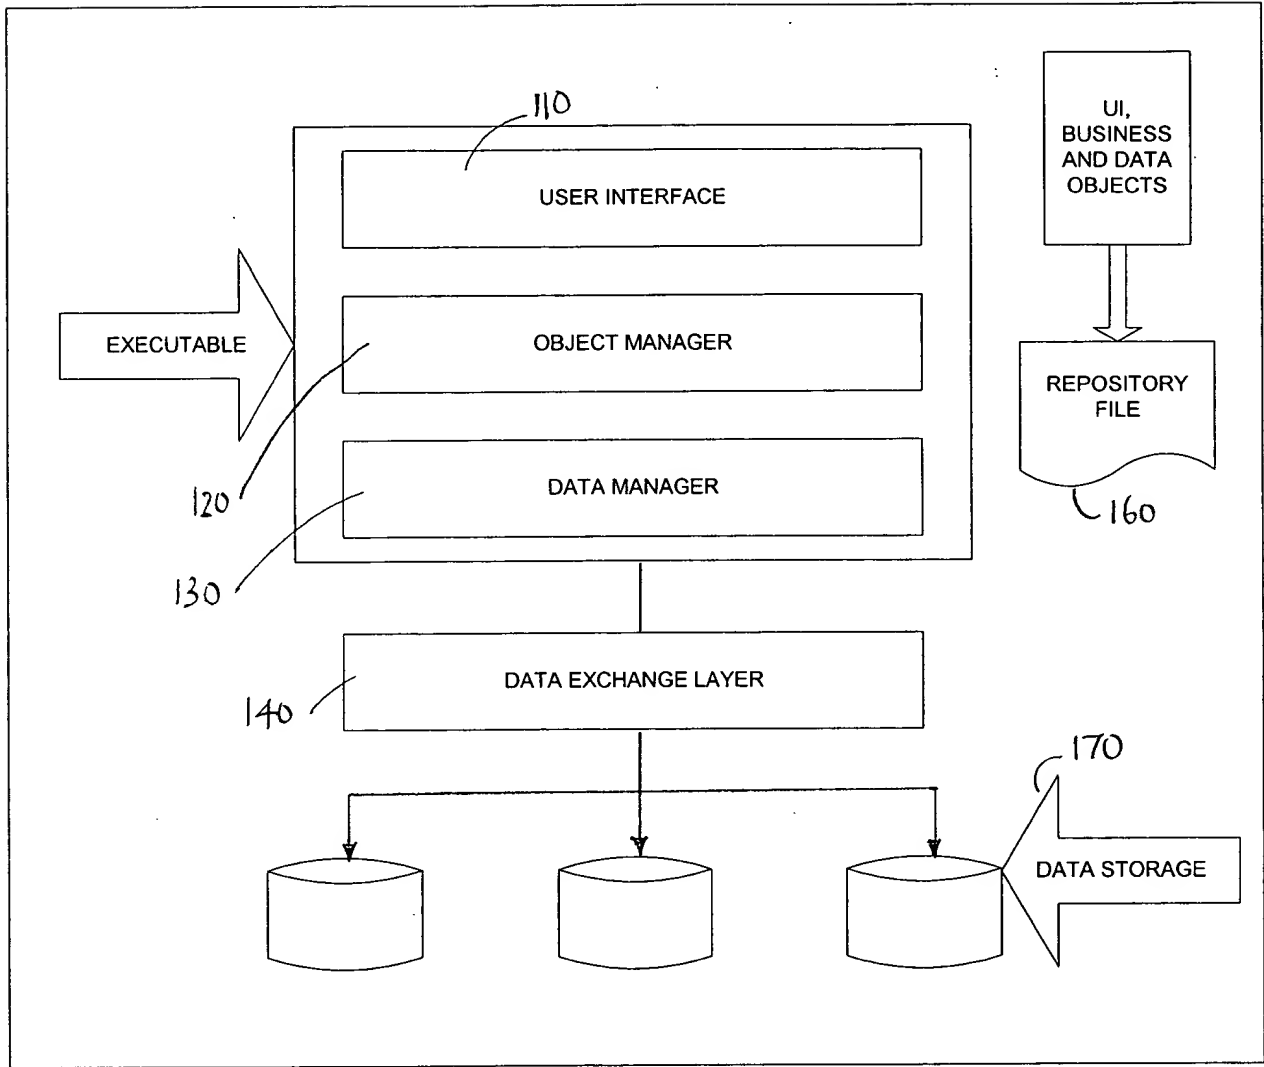 110
UI,
BUSINESS
AND DATA
OBJECTS
USER INTERFACE
EXECUTABLE
OBJECT MANAGER
REPOSITORY
FILE
120
DATA MANAGER
160
130
DATA EXCHANGE LAYER
140
170
DATA STORAGE